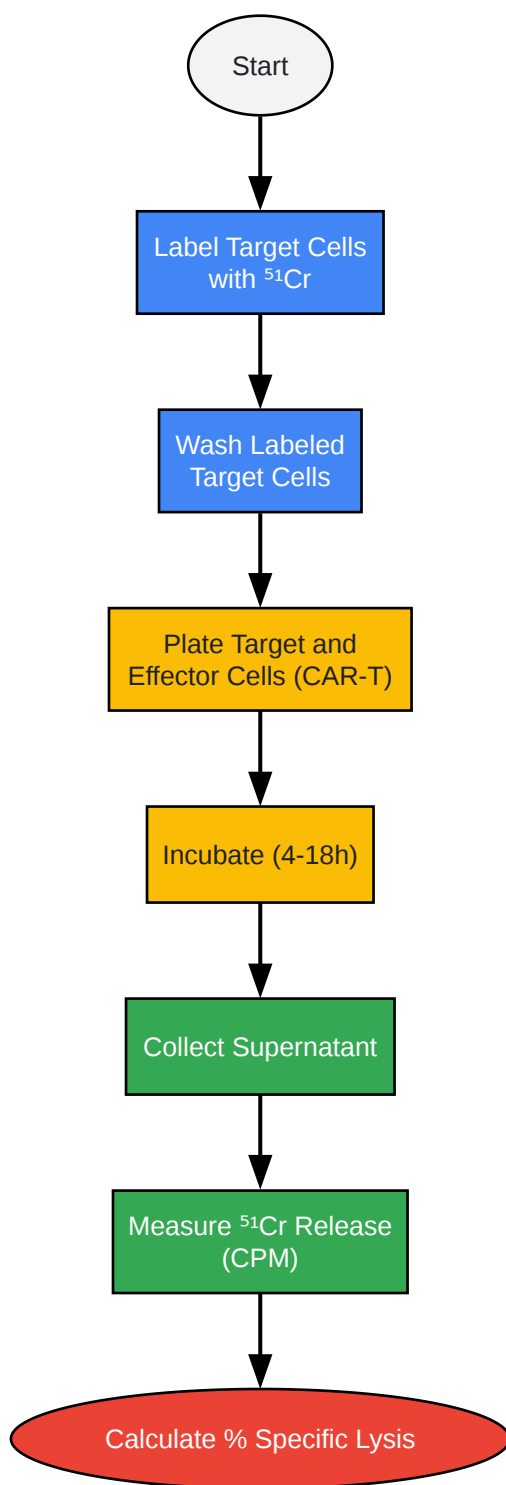 Start
Label Target Cells
with ⁵¹Cr
Wash Labeled
Target Cells
Plate Target and
Effector Cells (CAR-T)
Incubate (4-18h)
Collect Supernatant
Measure ⁵¹Cr Release
(CPM)
Calculate % Specific Lysis